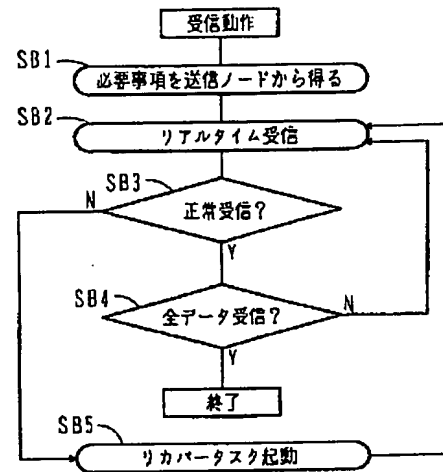 受信動作
SB1
必要事項を送信ノードから得る
SB2
リアルタイム受信
SB3
N
正常受信?
Y
SB4
全データ受信?
N
Y
終了
SB5
リカバータスク起動